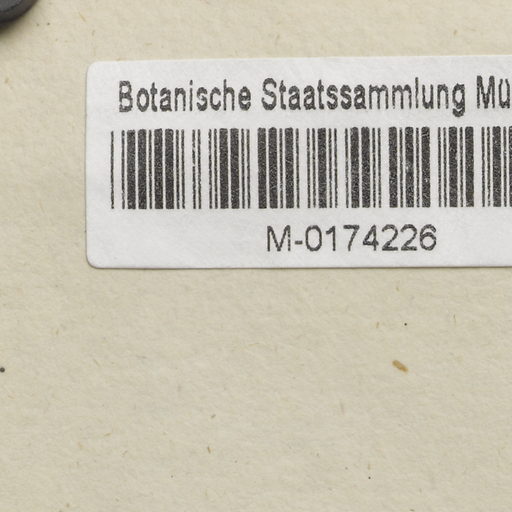 Botanische Staatssammlung Mü
M-0174226